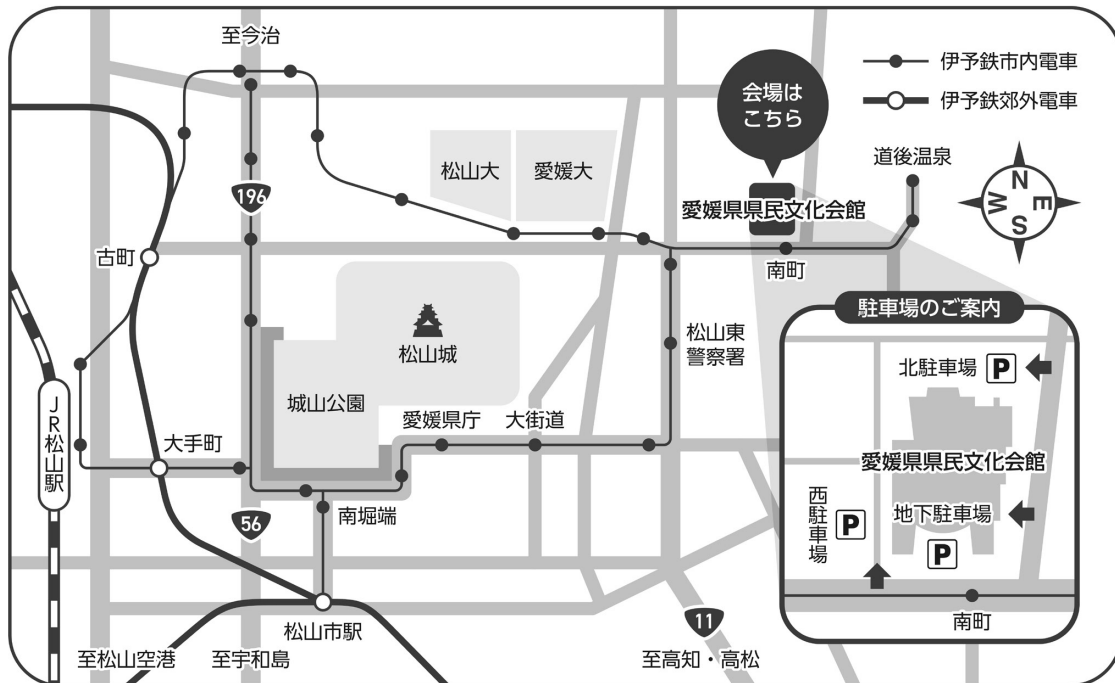 至今治
伊予鉄市内電車
伊予鉄郊外電車
会場は
こちら
道後温泉
松山大
愛媛大
196
愛媛県県民文化会館
N
E
S
W
古町
南町
松山城
松山東
警察署
城山公園
愛媛県庁
大街道
大手町
JR松山駅
南堀端
56
松山市駅
11
至松山空港
至宇和島
至高知・高松
駐車場のご案内
北駐車場
P
愛媛県県民文化会館
西駐車場
P
地下駐車場
P
南町